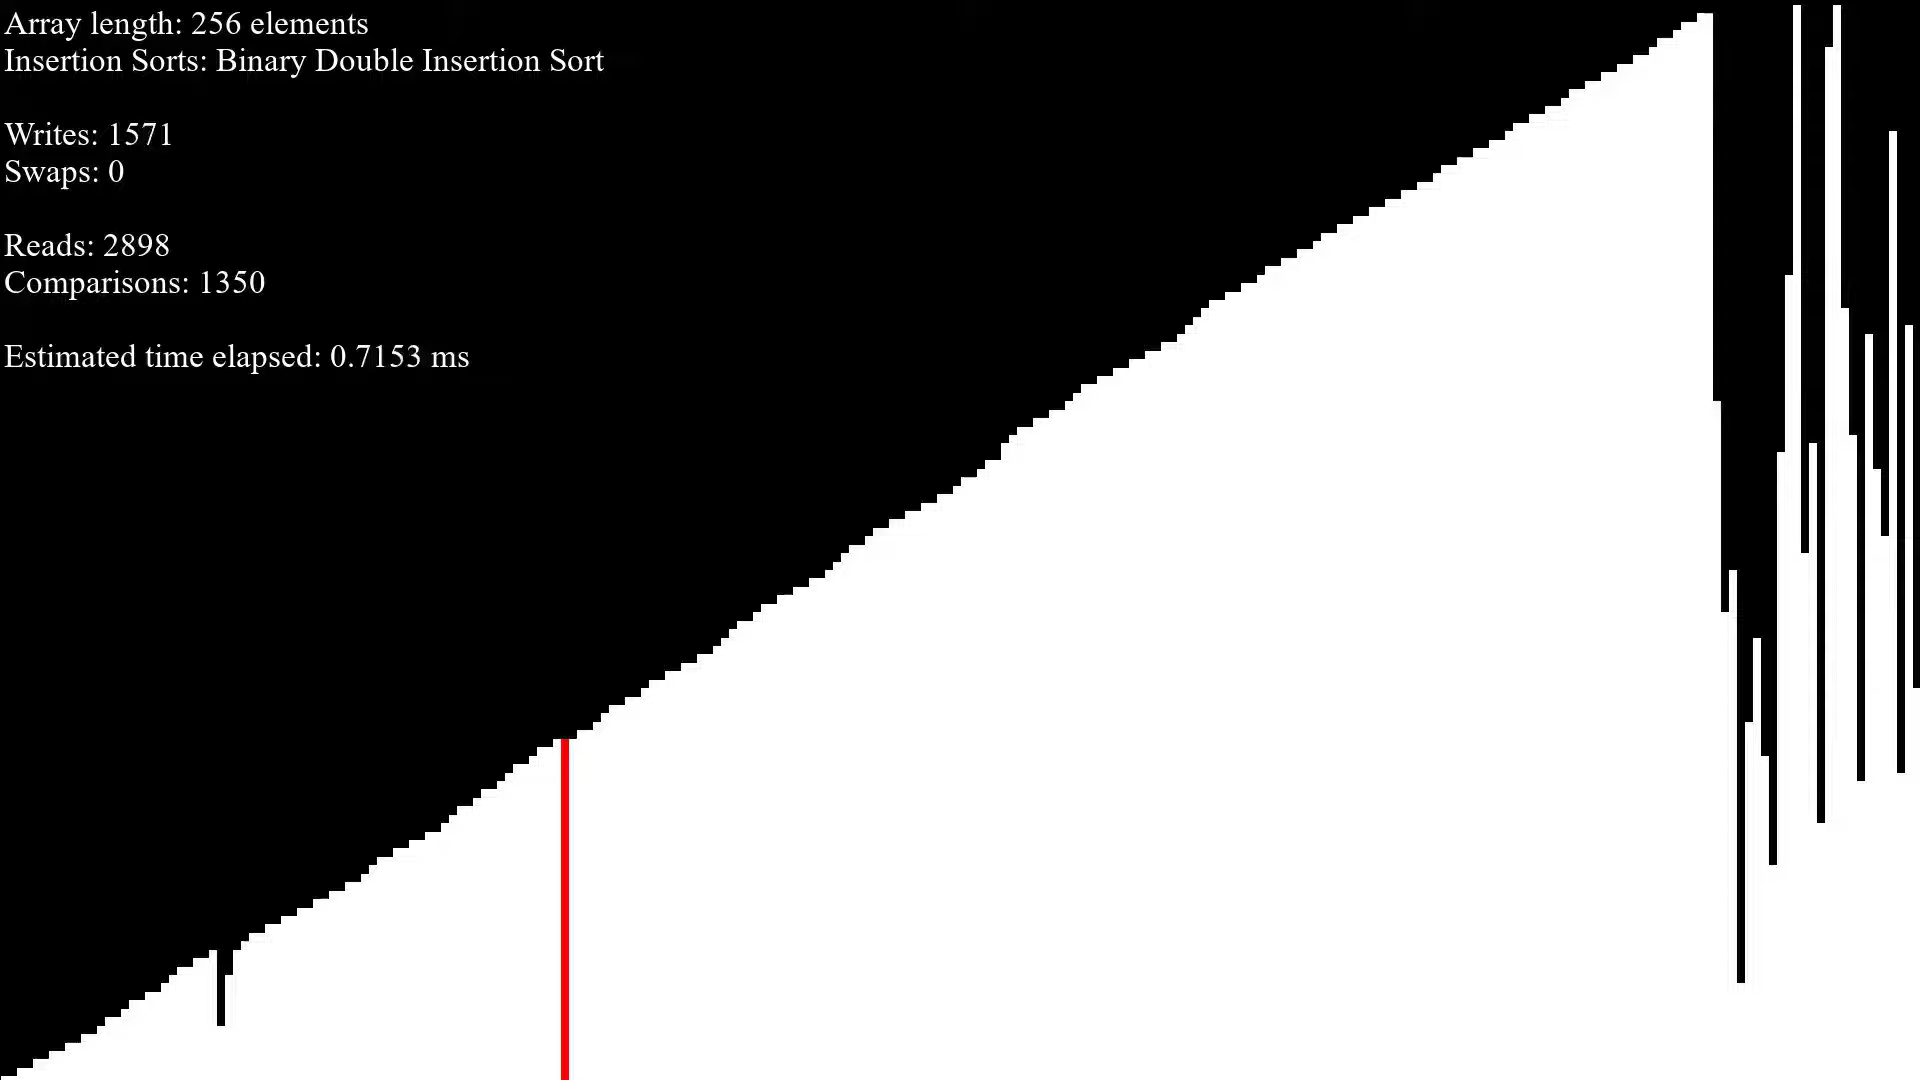 Array length: 256 elements
Insertion Sorts: Binary Double Insertion Sort
Writes: 1571
Swaps: 0
Reads: 2898
Comparisons: 1350
Estimated time elapsed: 0.7153 ms